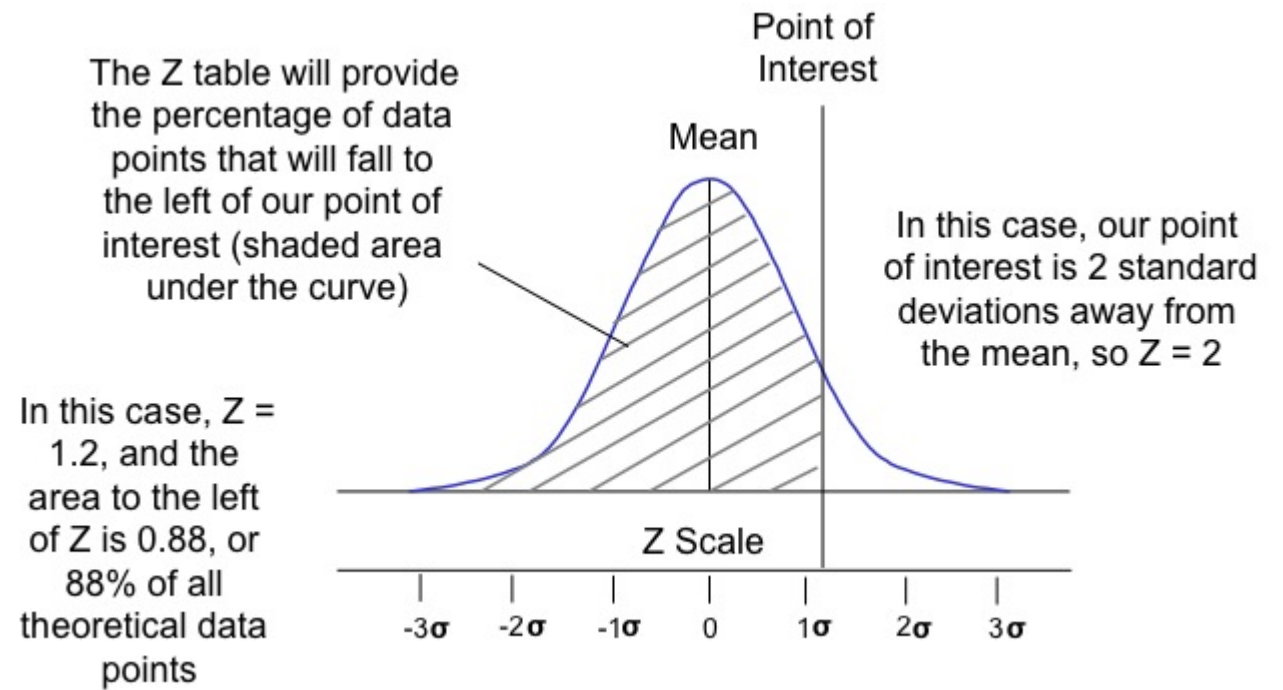 Point of
Interest
The Z table will provide
the percentage of data
points that will fall to
the left of our point of
interest (shaded area
under the curve)
Mean
In this case, our point
of interest is 2 standard
deviations away from
the mean, so Z = 2
In this case, Z =
1.2, and the
area to the left
of Z is 0.88, or
88% of all
theoretical data
points
Z Scale
-3σ -2σ -1σ 0 1σ 2σ 3σ